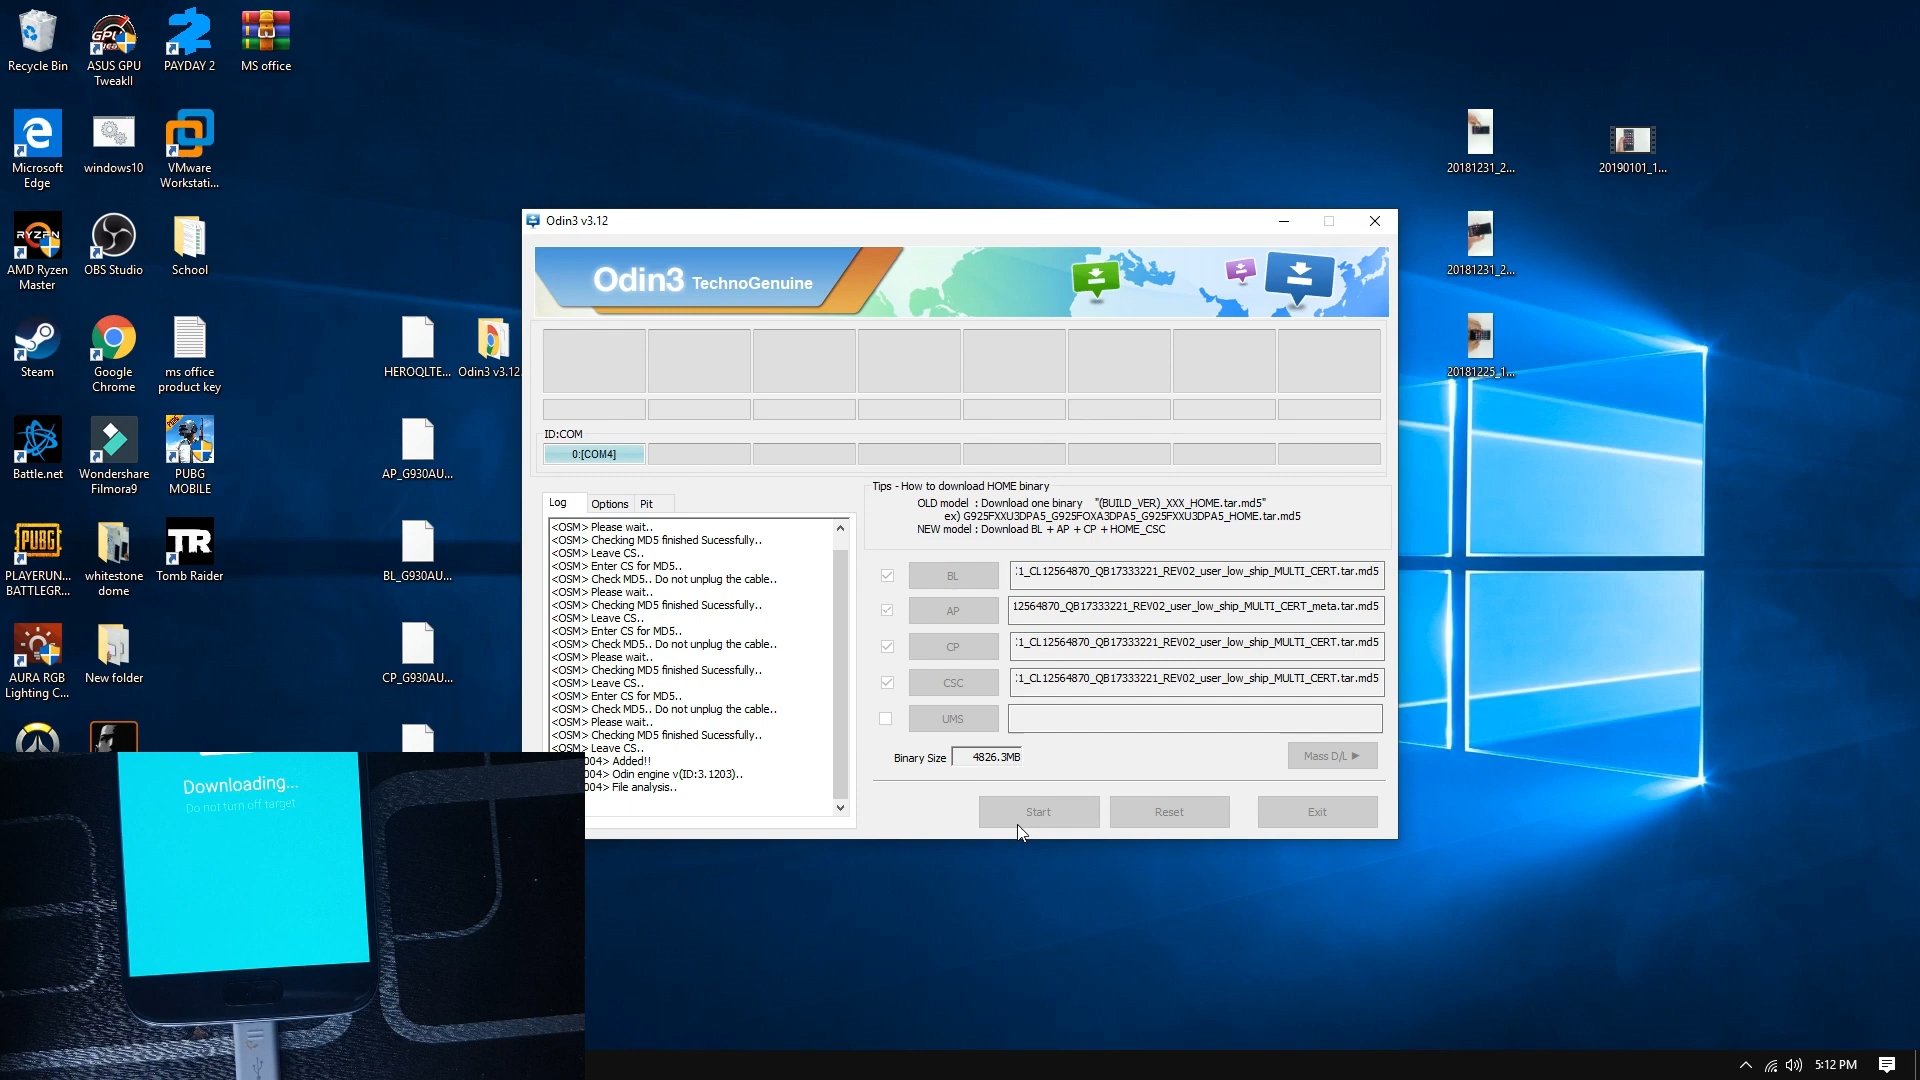 Recycle Bin
ASUS GPU
TweakII
PAYDAY 2
MS office
Microsoft
Edge
windows10
VMware
Workstati...
AMD Ryzen
Master
OBS Studio
School
Steam
Google
Chrome
ms office
product key
Battle.net
Wondershare
Filmora9
PUBG
MOBILE
PLAYERUN...
BATTLEGR...
whitestone
dome
Tomb Raider
AURA RGB
Lighting C...
New folder
HEROQLTE...
Odin3 v3.12
AP_G930AU...
BL_G930AU...
CP_G930AU...
20181231_2...
20190101_1...
20181231_2...
20181225_1...
Odin3 v3.12
Odin3 TechnoGenuine
ID:COM
0:[COM4]
Log
Options
Pit
<OSM> Please wait..
<OSM> Checking MD5 finished Sucessfully..
<OSM> Leave CS..
<OSM> Enter CS for MD5..
<OSM> Check MD5.. Do not unplug the cable..
<OSM> Please wait..
<OSM> Checking MD5 finished Sucessfully..
<OSM> Leave CS..
<OSM> Enter CS for MD5..
<OSM> Check MD5.. Do not unplug the cable..
<OSM> Please wait..
<OSM> Checking MD5 finished Sucessfully..
<OSM> Leave CS..
<OSM> Enter CS for MD5..
<OSM> Check MD5.. Do not unplug the cable..
<OSM> Please wait..
<OSM> Checking MD5 finished Sucessfully..
<OSM> Leave CS..
004> Added!!
004> Odin engine v(ID:3.1203)..
004> File analysis..
Tips - How to download HOME binary
OLD model : Download one binary "(BUILD_VER)_XXX_HOME.tar.md5"
ex) G925FXXU3DPA5_G925FOXA3DPA5_G925FXXU3DPA5_HOME.tar.md5
NEW model : Download BL + AP + CP + HOME_CSC
BL
1_CL12564870_QB17333221_REV02_user_low_ship_MULTI_CERT.tar.md5
AP
12564870_QB17333221_REV02_user_low_ship_MULTI_CERT_meta.tar.md5
CP
1_CL12564870_QB17333221_REV02_user_low_ship_MULTI_CERT.tar.md5
CSC
1_CL12564870_QB17333221_REV02_user_low_ship_MULTI_CERT.tar.md5
UMS
Binary Size
4826.3MB
Mass D/L ►
Start
Reset
Exit
Downloading...
Do not turn off target
5:12 PM